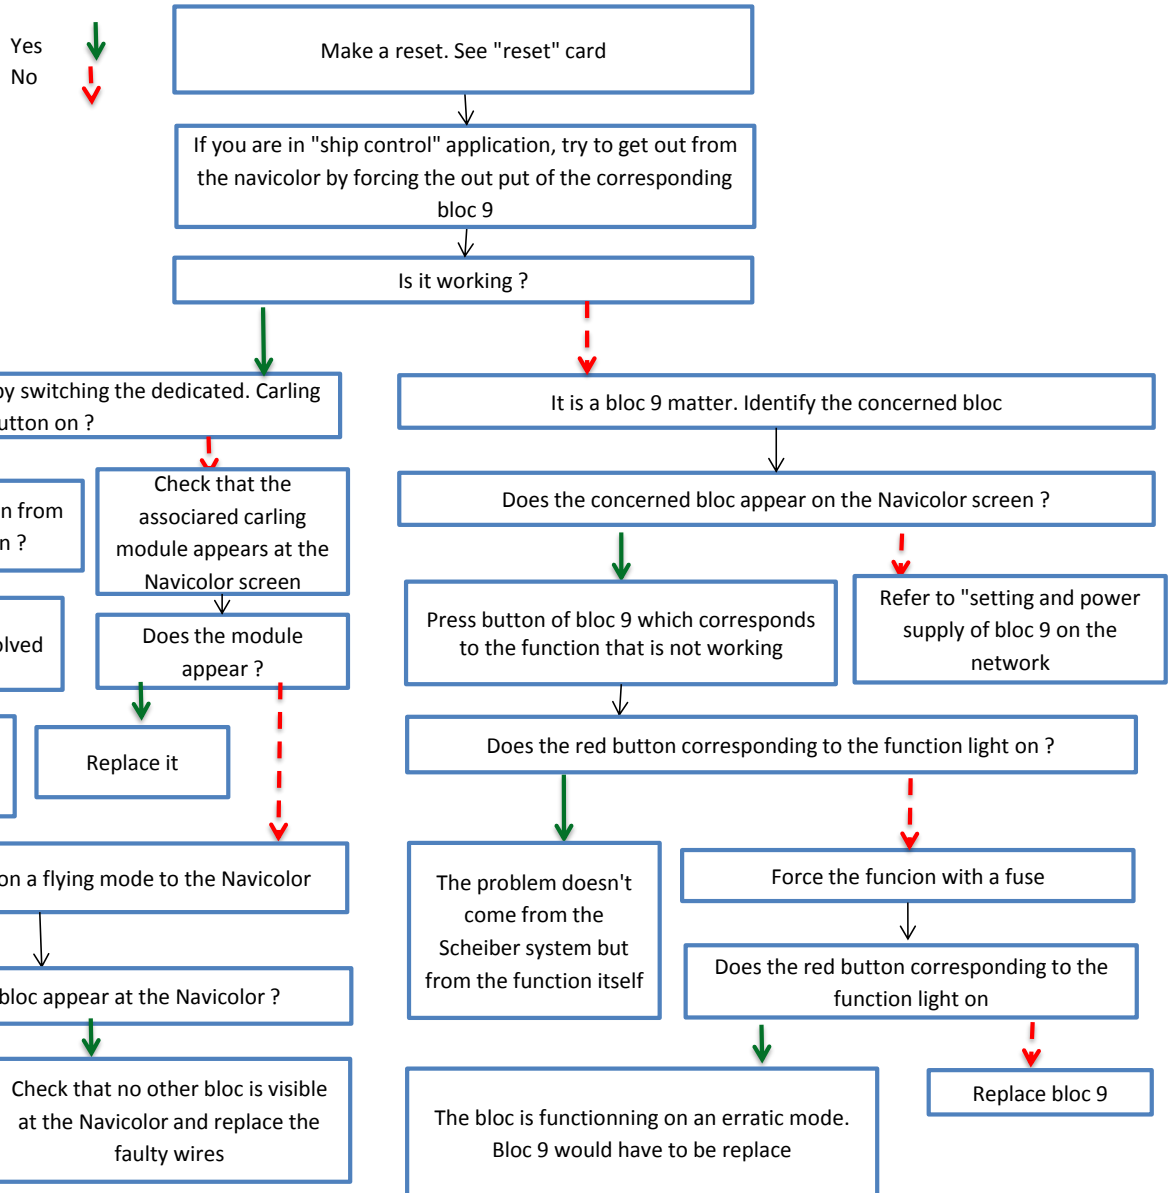 Yes
No
Make a reset. See "reset" card
If you are in "ship control" application, try to get out from
the navicolor by forcing the out put of the corresponding
bloc 9
Is it working ?
by switching the dedicated. Carling
utton on ?
It is a bloc 9 matter. Identify the concerned bloc
n from
n ?
Check that the
associared carling
module appears at the
Navicolor screen
Does the concerned bloc appear on the Navicolor screen ?
olved
Does the module
appear ?
Press button of bloc 9 which corresponds
to the function that is not working
Refer to "setting and power
supply of bloc 9 on the
network
Replace it
Does the red button corresponding to the function light on ?
on a flying mode to the Navicolor
The problem doesn't
come from the
Scheiber system but
from the function itself
Force the funcion with a fuse
bloc appear at the Navicolor ?
Does the red button corresponding to the
function light on
Check that no other bloc is visible
at the Navicolor and replace the
faulty wires
The bloc is functionning on an erratic mode.
Bloc 9 would have to be replace
Replace bloc 9